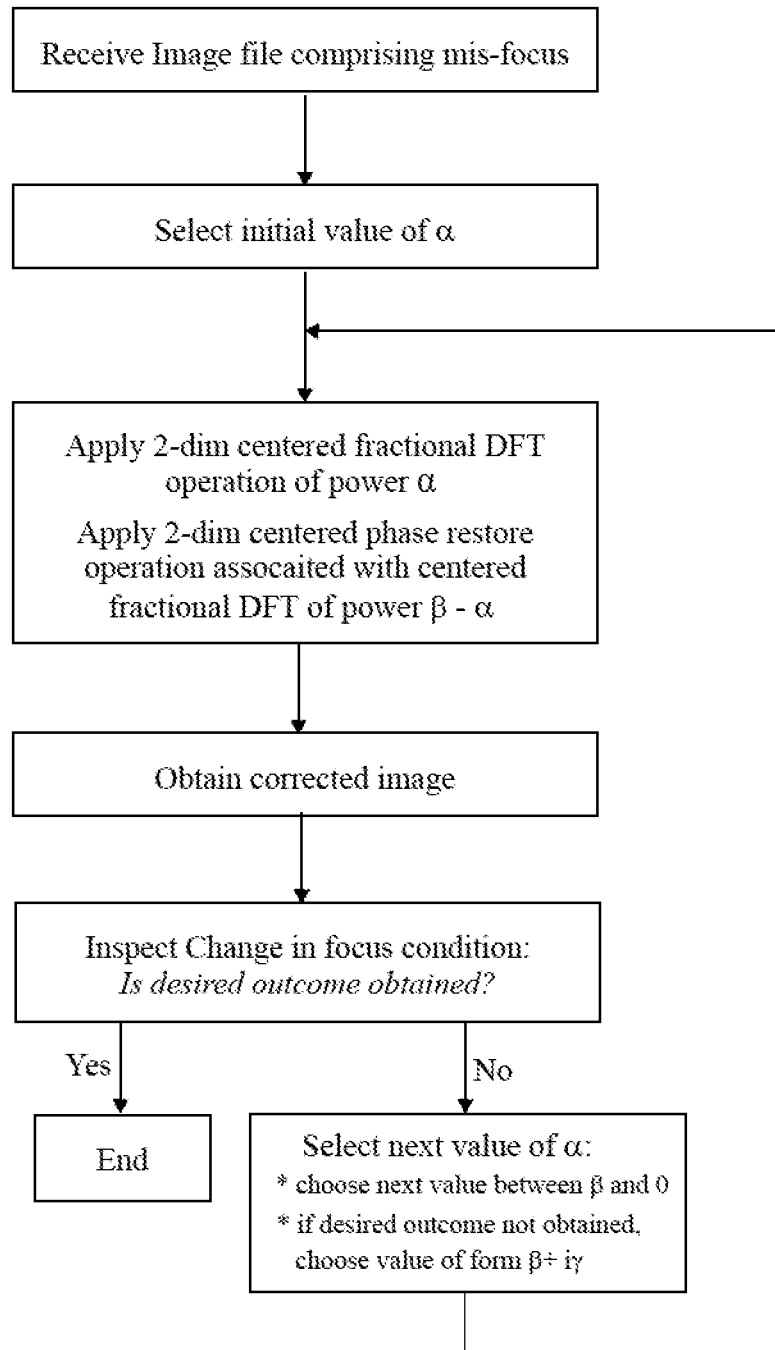 Receive Image file comprising mis-focus
Select initial value of α
Apply 2-dim centered fractional DFT
operation of power α
Apply 2-dim centered phase restore
operation assocaited with centered
fractional DFT of power β - α
Obtain corrected image
Inspect Change in focus condition:
Is desired outcome obtained?
Yes
No
End
Select next value of α:
* choose next value between β and 0
* if desired outcome not obtained,
choose value of form β+ iγ